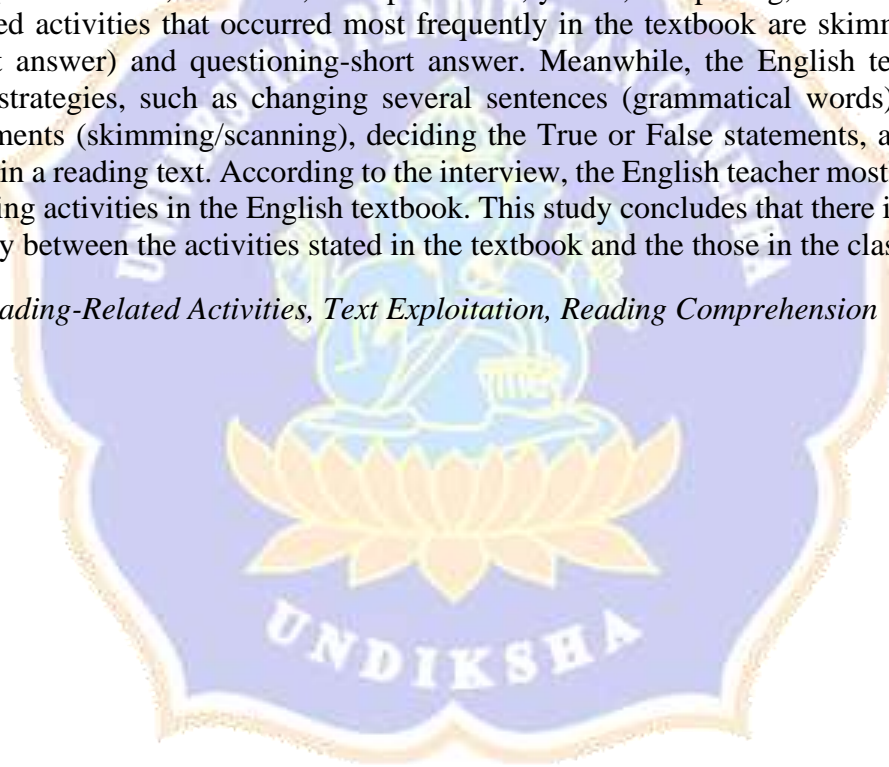 ed activities that occurred most frequently in the textbook are skimm
answer) and questioning-short answer. Meanwhile, the English te
strategies, such as changing several sentences (grammatical words)
ments (skimming/scanning), deciding the True or False statements, a
in a reading text. According to the interview, the English teacher most
ing activities in the English textbook. This study concludes that there i
y between the activities stated in the textbook and the those in the clas
ading-Related Activities, Text Exploitation, Reading Comprehension
UNDIKSHA